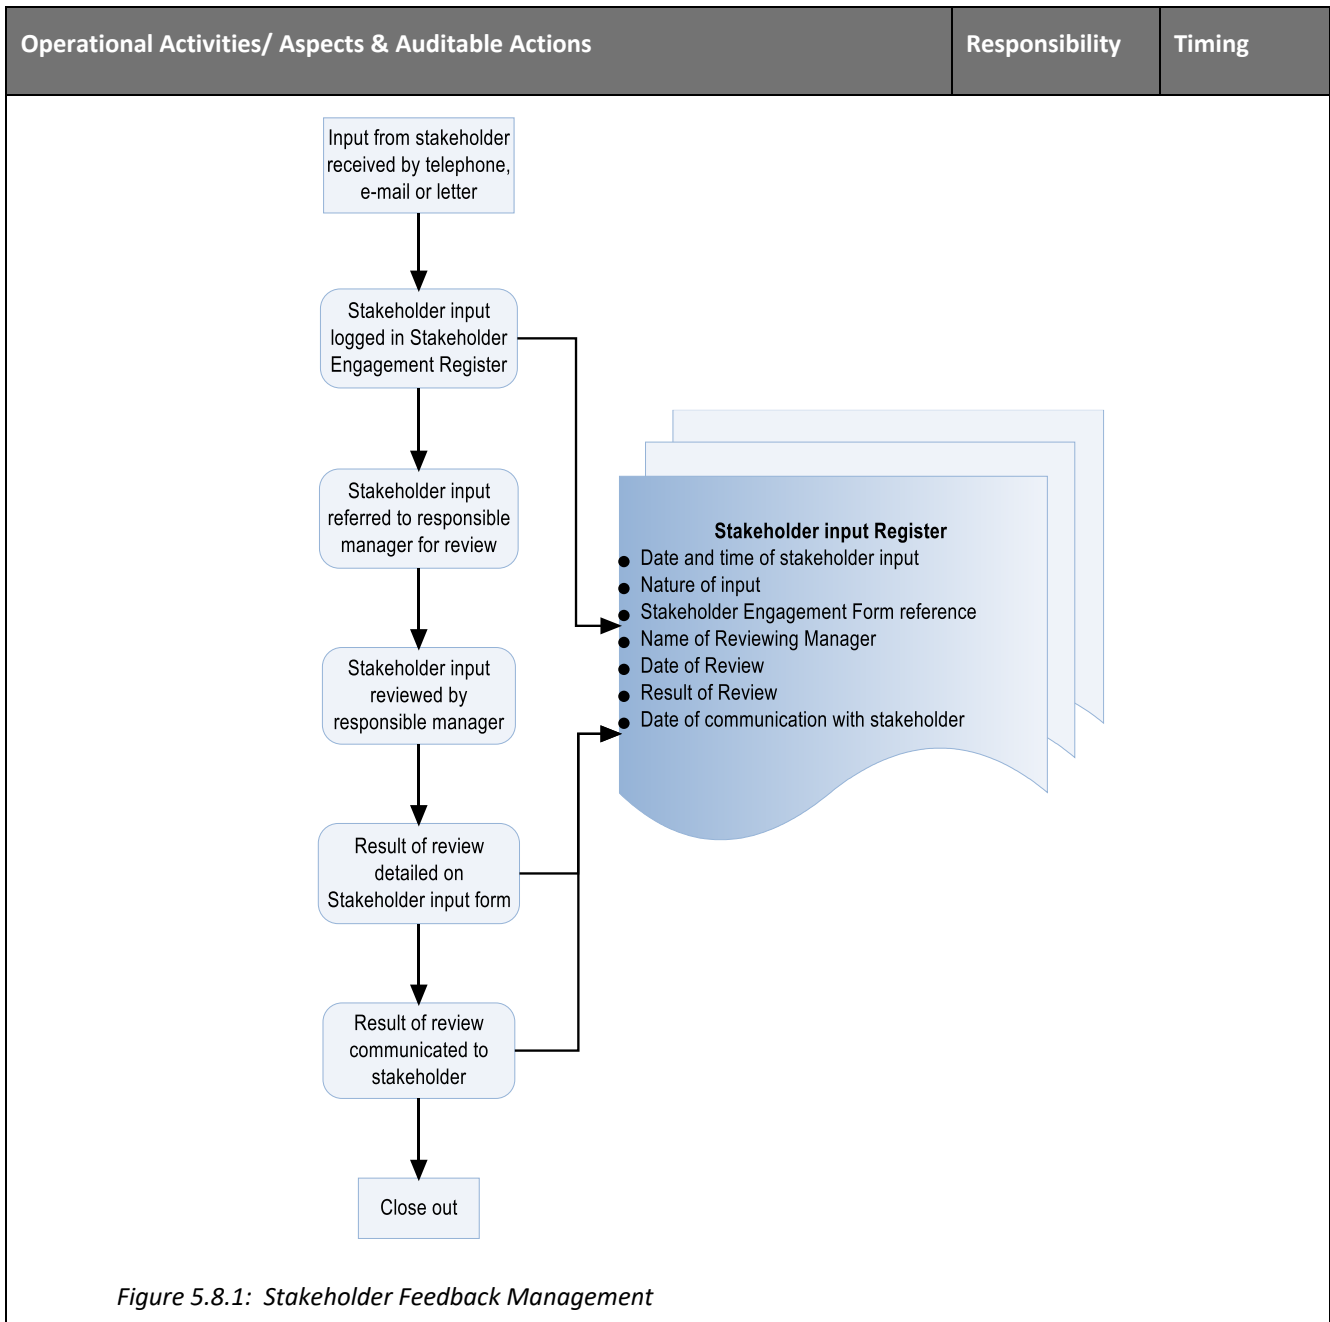 Operational Activities/ Aspects & Auditable Actions
Responsibility
Timing
Input from stakeholder
received by telephone,
e-mail or letter
Stakeholder input
logged in Stakeholder
Engagement Register
Stakeholder input
referred to responsible
manager for review
Stakeholder input
reviewed by
responsible manager
Result of review
detailed on
Stakeholder input form
Result of review
communicated to
stakeholder
Close out
Stakeholder input Register
● Date and time of stakeholder input
● Nature of input
● Stakeholder Engagement Form reference
● Name of Reviewing Manager
● Date of Review
● Result of Review
● Date of communication with stakeholder
Figure 5.8.1: Stakeholder Feedback Management